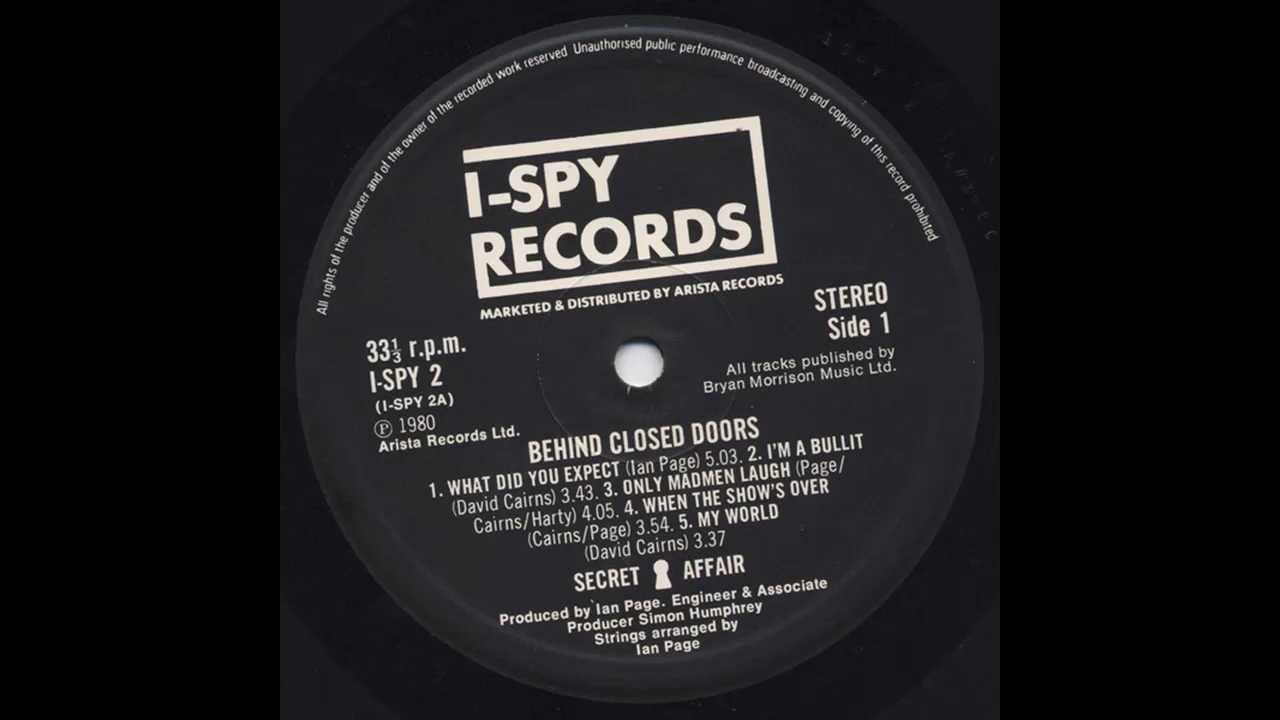 All rights of the producer and of the owner of the recorded work reserved Unauthorised public performance broadcasting and copying of this record prohibited
I-SPY
RECORDS
MARKETED & DISTRIBUTED BY ARISTA RECORDS
STEREO
Side 1
33⅓ r.p.m.
I-SPY 2
(I-SPY 2A)
℗ 1980
Arista Records Ltd.
All tracks published by
Bryan Morrison Music Ltd.
BEHIND CLOSED DOORS
1. WHAT DID YOU EXPECT (Ian Page) 5.03. 2. I'M A BULLIT
(David Cairns) 3.43. 3. ONLY MADMEN LAUGH (Page/
Cairns/Harty) 4.05. 4. WHEN THE SHOW'S OVER
(Cairns/Page) 3.54. 5. MY WORLD
(David Cairns) 3.37
SECRET AFFAIR
Produced by Ian Page. Engineer & Associate
Producer Simon Humphrey
Strings arranged by
Ian Page